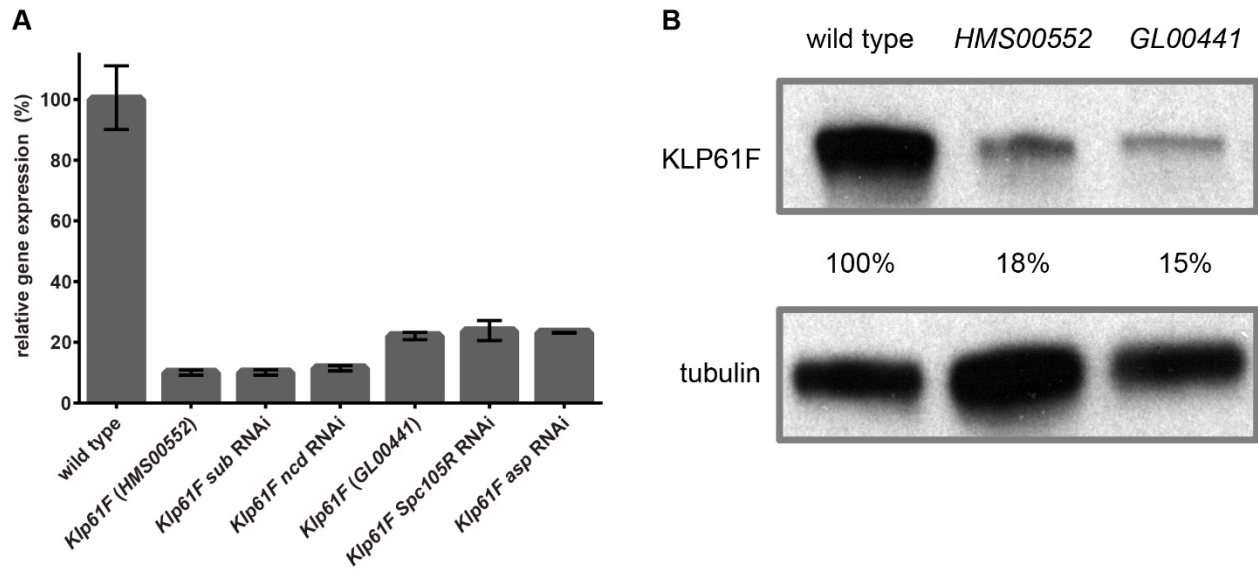 A
relative gene expression (%)
100
80
60
40
20
0
wild type
Klp61F (HMS00552)
Klp61F sub RNAi
Klp61F ncd RNAi
Klp61F (GL00441)
Klp61F Spc105R RNAi
Klp61F asp RNAi
B
wild type HMS00552 GL00441
KLP61F
100% 18% 15%
tubulin